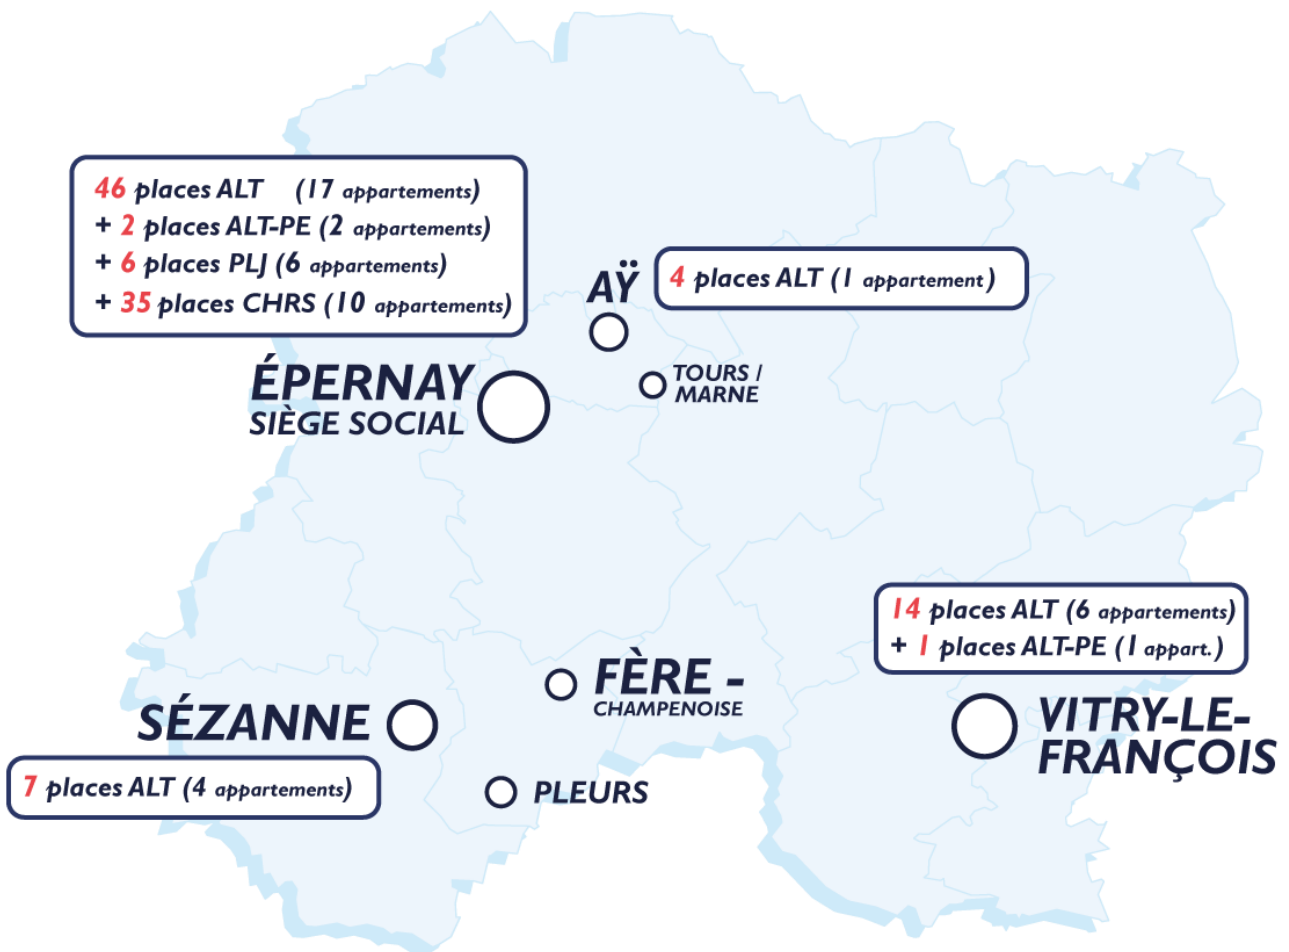 46 places ALT (17 appartements)
+ 2 places ALT-PE (2 appartements)
+ 6 places PLJ (6 appartements)
+ 35 places CHRS (10 appartements)
AŸ
4 places ALT (1 appartement)
ÉPERNAY
SIÈGE SOCIAL
TOURS /
MARNE
14 places ALT (6 appartements)
+ 1 places ALT-PE (1 appart.)
FÈRE -
CHAMPENOISE
SÉZANNE
VITRY-LE-
FRANÇOIS
7 places ALT (4 appartements)
PLEURS